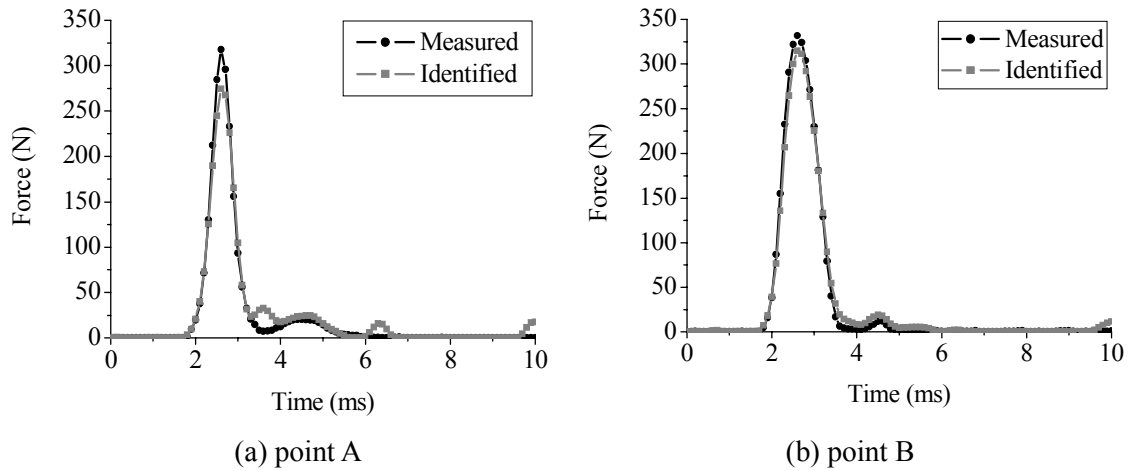 350
300
250
200
150
100
50
0
Force (N)
0 2 4 6 8 10
Time (ms)
Measured
Identified
(a) point A
350
300
250
200
150
100
50
0
Force (N)
0 2 4 6 8 10
Time (ms)
Measured
Identified
(b) point B